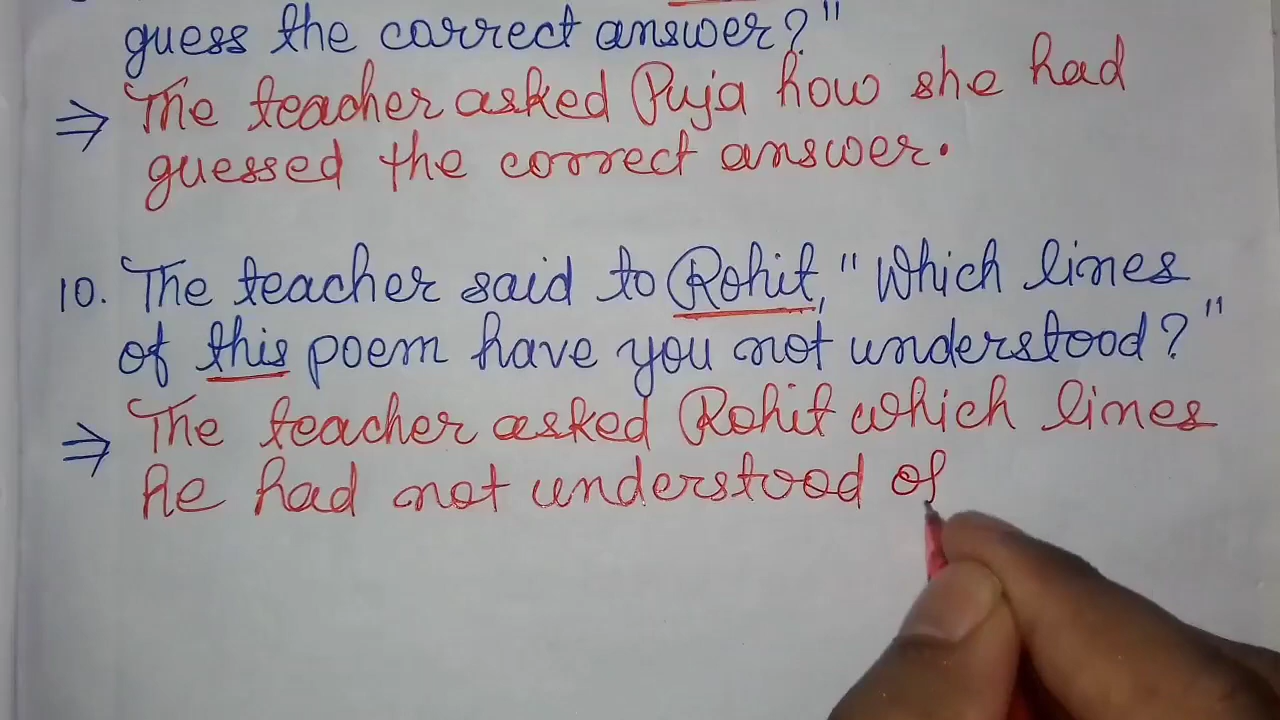 guess the correct answer?"
⇒ The teacher asked Puja how she had
guessed the correct answer.
10. The teacher said to Rohit, "Which lines
of this poem have you not understood?"
⇒ The teacher asked Rohit which lines
he had not understood of